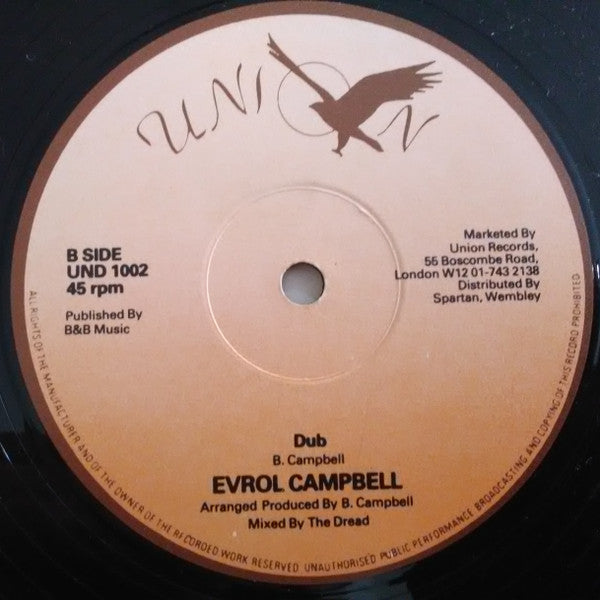 UNION
B SIDE
UND 1002
45 rpm
Published By
B&B Music
Marketed By
Union Records,
55 Boscombe Road,
London W12 01-743 2138
Distributed By
Spartan, Wembley
Dub
B. Campbell
EVROL CAMPBELL
Arranged Produced By B. Campbell
Mixed By The Dread
ALL RIGHTS OF THE MANUFACTURER AND OF THE OWNER OF THE RECORDED WORK RESERVED UNAUTHORISED PUBLIC PERFORMANCE BROADCASTING AND COPYING OF THIS RECORD PROHIBITED